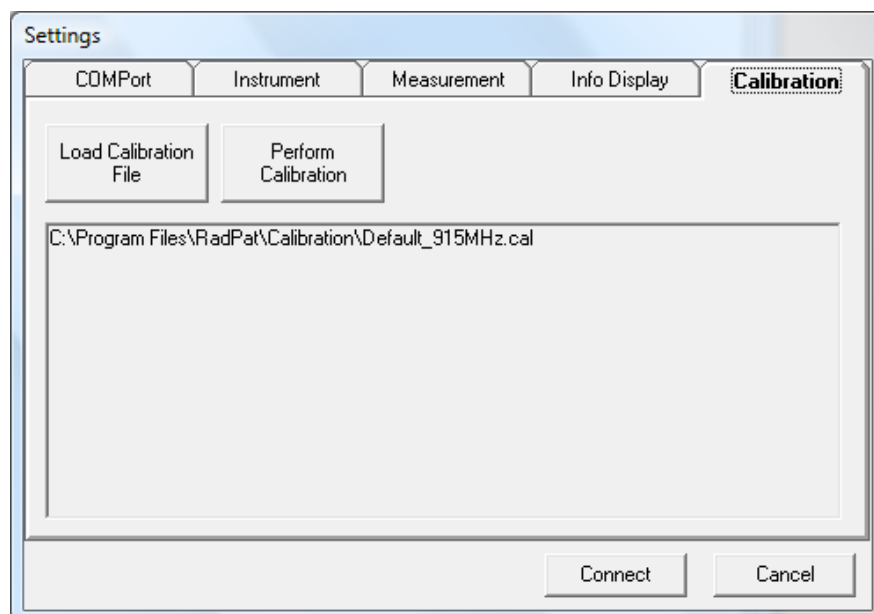 Settings
COMPort Instrument Measurement Info Display Calibration
Load Calibration
File
Perform
Calibration
C:\Program Files\RadPat\Calibration\Default_915MHz.cal
Connect Cancel